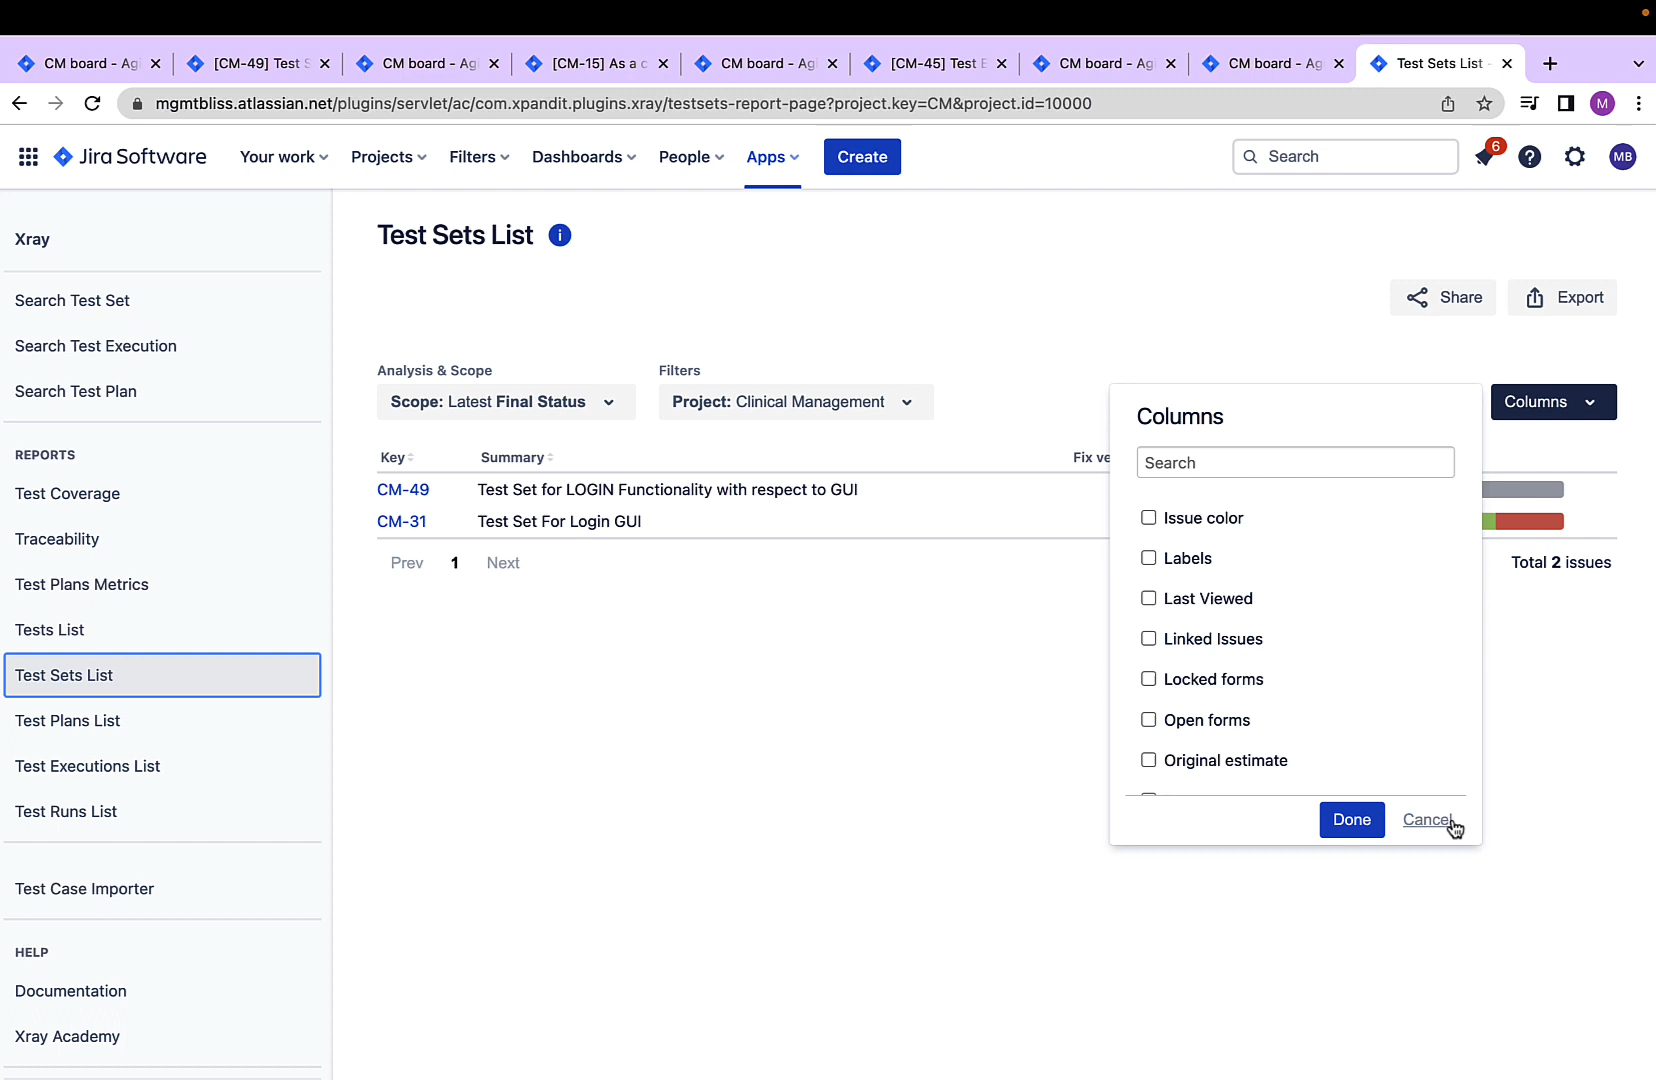 CM board - Ag
[CM-49] Test S
CM board - Ag
[CM-15] As a c
CM board - Ag
[CM-45] Test E
CM board - Ag
CM board - Ag
Test Sets List -
mgmtbliss.atlassian.net/plugins/servlet/ac/com.xpandit.plugins.xray/testsets-report-page?project.key=CM&project.id=10000
M
Jira Software
Your work
Projects
Filters
Dashboards
People
Apps
Create
Search
6
MB
Xray
Search Test Set
Search Test Execution
Search Test Plan
REPORTS
Test Coverage
Traceability
Test Plans Metrics
Tests List
Test Sets List
Test Plans List
Test Executions List
Test Runs List
Test Case Importer
HELP
Documentation
Xray Academy
Test Sets List
Share
Export
Analysis & Scope
Scope: Latest Final Status
Filters
Project: Clinical Management
Columns
Key
Summary
Fix ve
CM-49
Test Set for LOGIN Functionality with respect to GUI
CM-31
Test Set For Login GUI
Prev
1
Next
Total 2 issues
Columns
Search
Issue color
Labels
Last Viewed
Linked Issues
Locked forms
Open forms
Original estimate
Done
Cancel